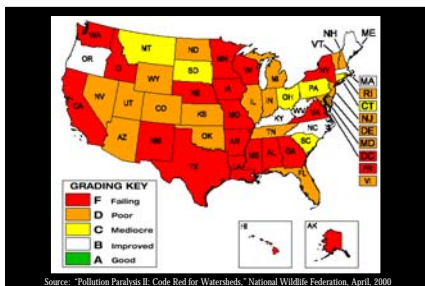 NH
ME
VT
WA
MT
ND
MN
OR
ID
SD
WI
MI
NY
WY
IA
NE
PA
MA
RI
NV
UT
CO
IL
IN
OH
WV
VA
CT
NJ
CA
KS
MO
KY
NC
DE
AZ
NM
OK
AR
TN
SC
MD
DC
TX
LA
MS
AL
GA
PR
FL
VI
GRADING KEY
F Failing
D Poor
C Mediocre
B Improved
A Good
HI
AK
Source: "Pollution Paralysis II: Code Red for Watersheds," National Wildlife Federation, April, 2000